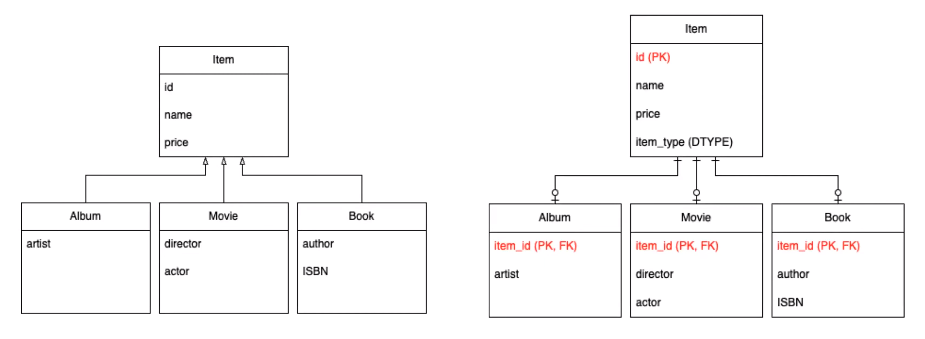 Item
id
name
price
Album
artist
Movie
director
actor
Book
author
ISBN
Item
id (PK)
name
price
item_type (DTYPE)
Album
item_id (PK, FK)
artist
Movie
item_id (PK, FK)
director
actor
Book
item_id (PK, FK)
author
ISBN